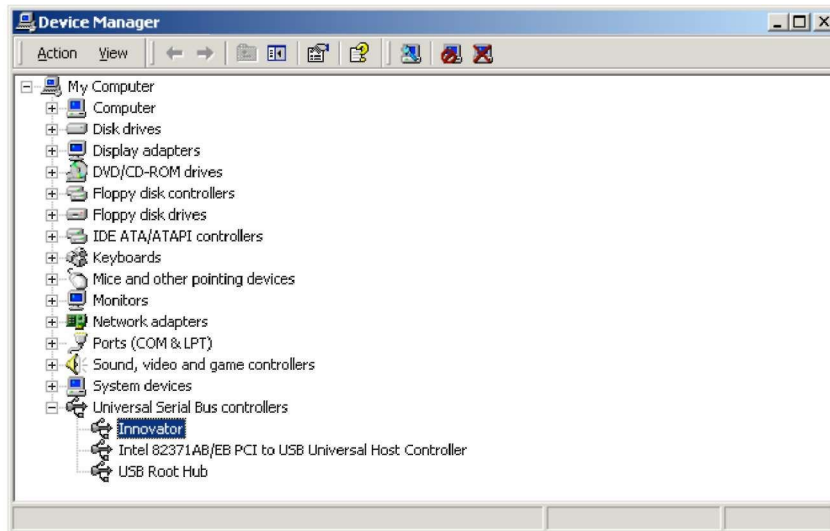 Device Manager
Action View
My Computer
Computer
Disk drives
Display adapters
DVD/CD-ROM drives
Floppy disk controllers
Floppy disk drives
IDE ATA/ATAPI controllers
Keyboards
Mice and other pointing devices
Monitors
Network adapters
Ports (COM & LPT)
Sound, video and game controllers
System devices
Universal Serial Bus controllers
Innovator
Intel 82371AB/EB PCI to USB Universal Host Controller
USB Root Hub